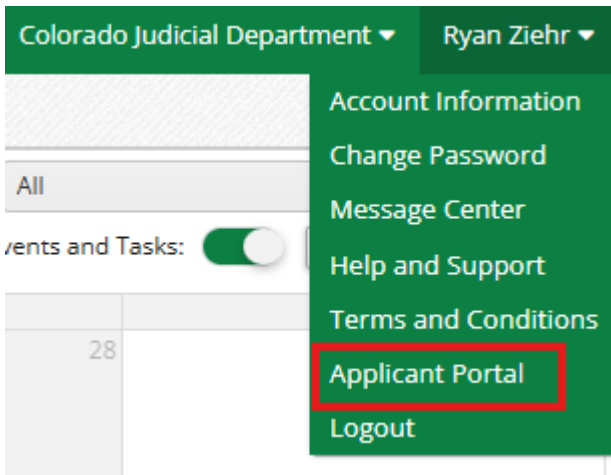 Colorado Judicial Department Ryan Ziehr
Account Information
Change Password
All
Message Center
vents and Tasks:
Help and Support
Terms and Conditions
28
Applicant Portal
Logout